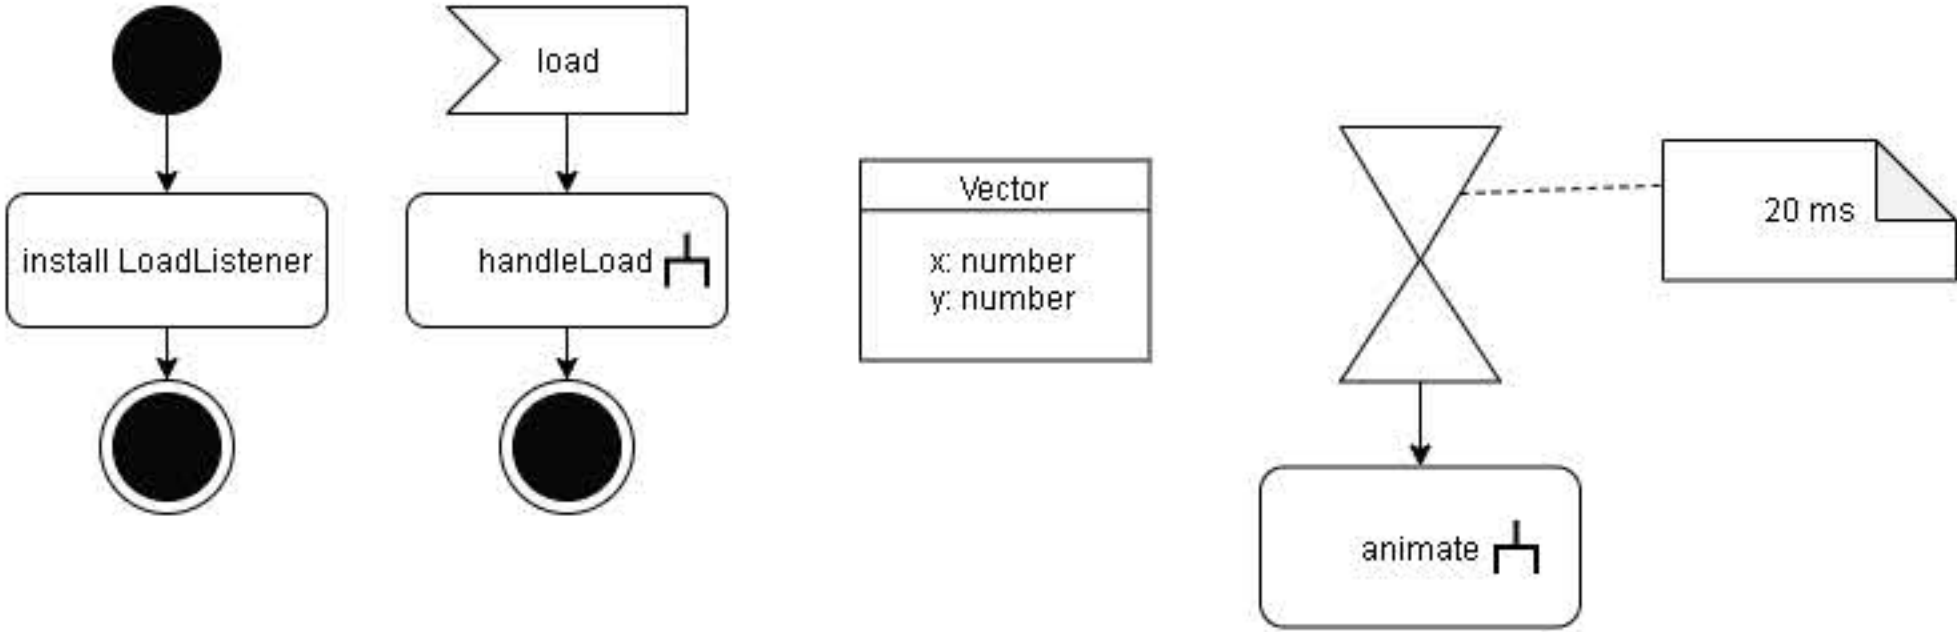 load
install LoadListener
handleLoad
Vector
x: number
y: number
20 ms
animate